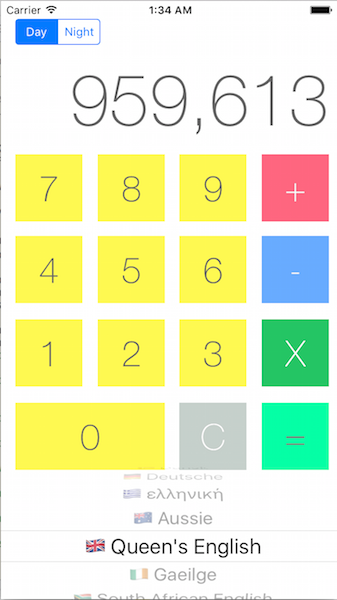 Carrier 1:34 AM
Day Night
959,613
7 8 9 +
4 5 6 -
1 2 3 X
0 C =
Deutsche
ελληνική
Aussie
Queen's English
Gaeilge
South African English